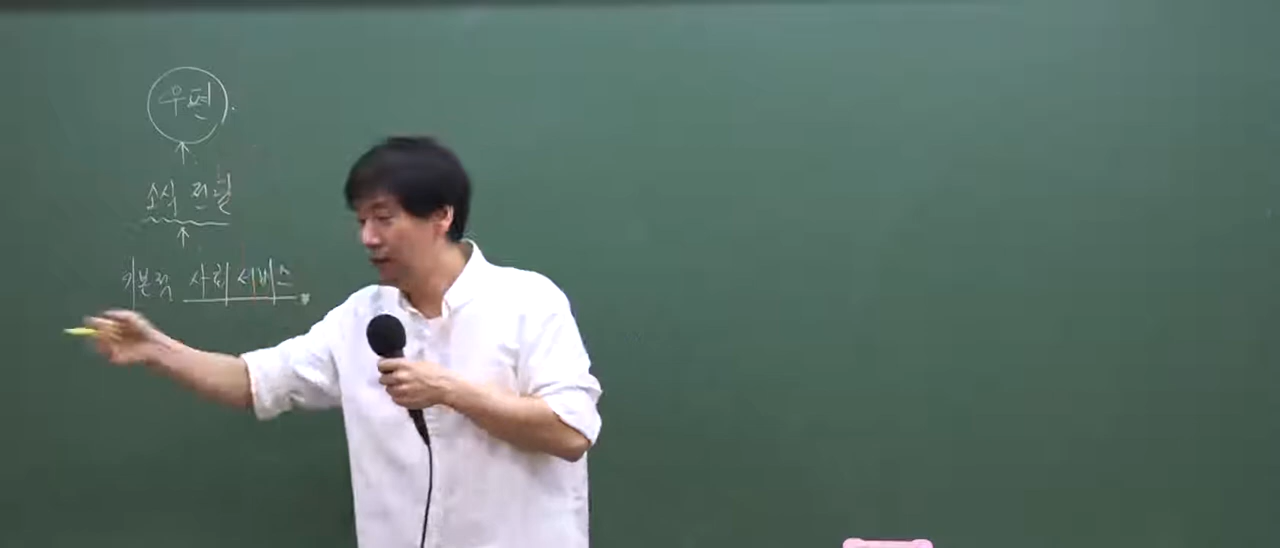 우편
소식 전달
기본적 사회서비스